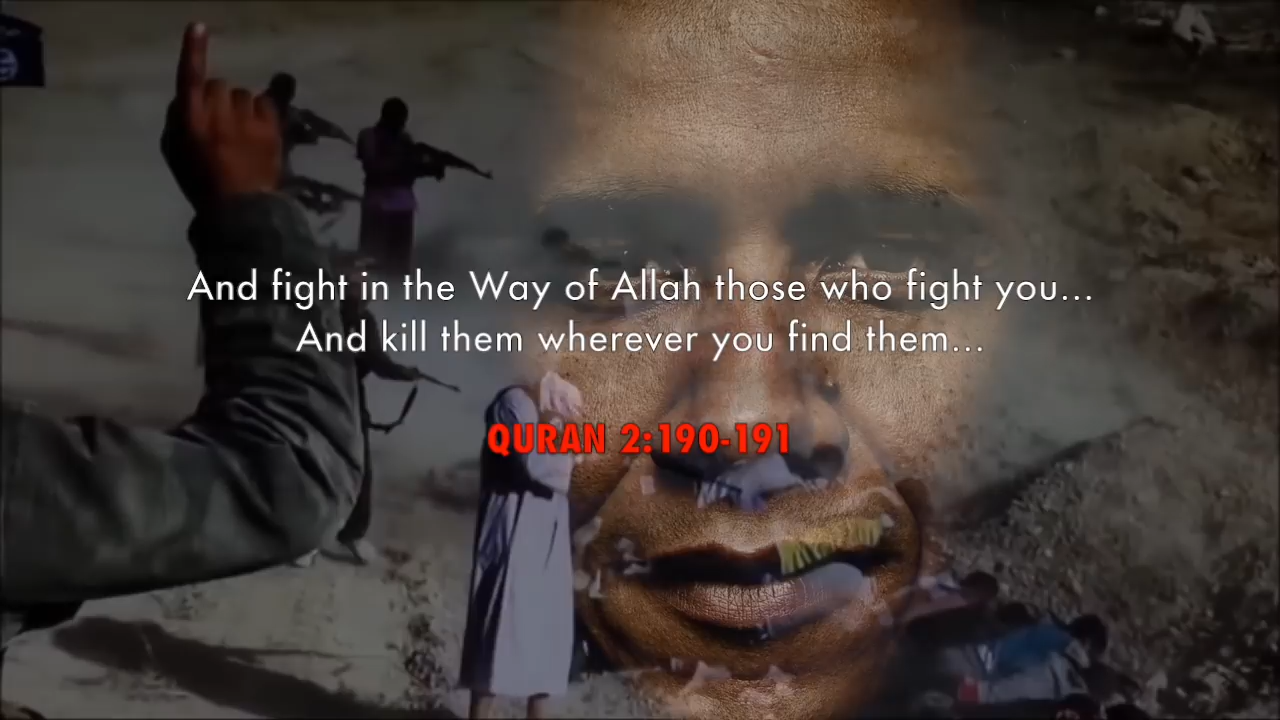 And fight in the Way of Allah those who fight you...
And kill them wherever you find them...
QURAN 2:190-191